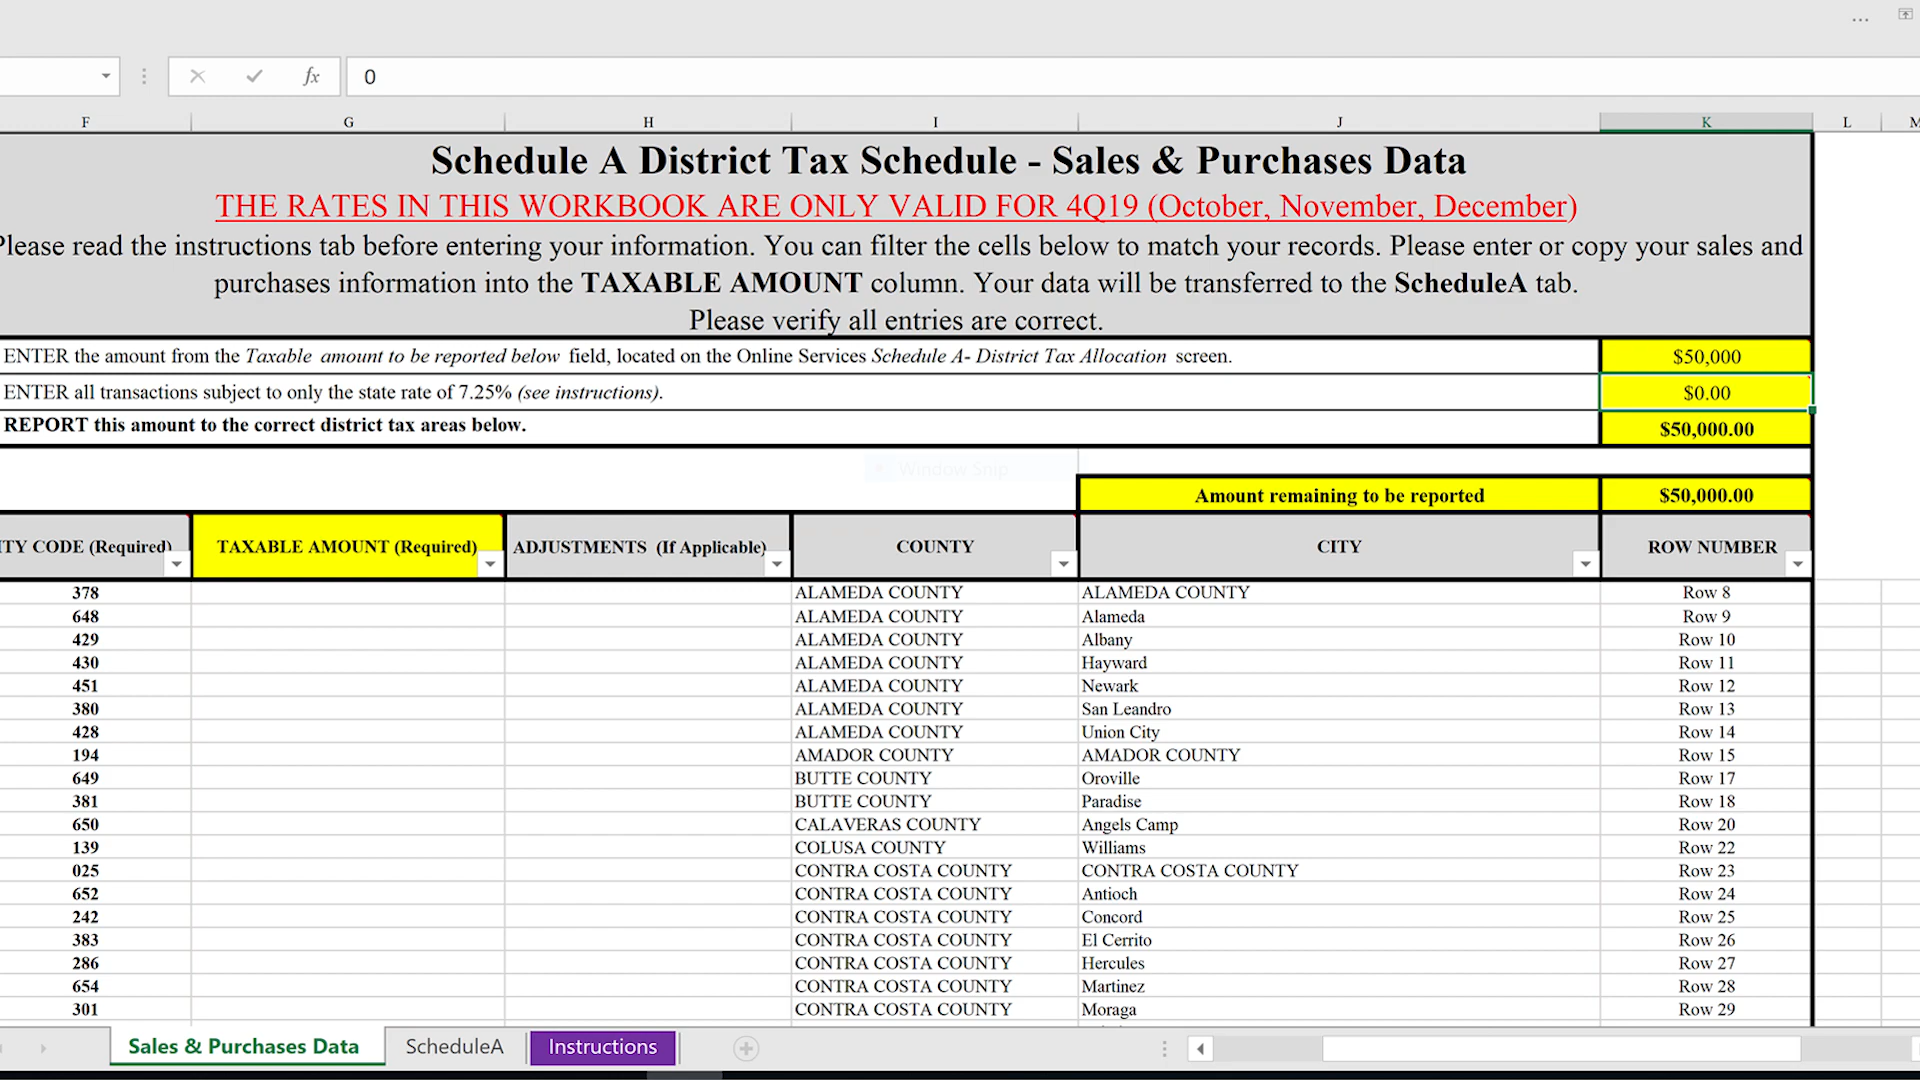 ...
0
fx
F G H I J K L M
Schedule A District Tax Schedule - Sales & Purchases Data
THE RATES IN THIS WORKBOOK ARE ONLY VALID FOR 4Q19 (October, November, December)
Please read the instructions tab before entering your information. You can filter the cells below to match your records. Please enter or copy your sales and
purchases information into the TAXABLE AMOUNT column. Your data will be transferred to the ScheduleA tab.
Please verify all entries are correct.
ENTER the amount from the Taxable amount to be reported below field, located on the Online Services Schedule A- District Tax Allocation screen. $50,000
ENTER all transactions subject to only the state rate of 7.25% (see instructions). $0.00
REPORT this amount to the correct district tax areas below. $50,000.00
Window Snip
Amount remaining to be reported $50,000.00
ITY CODE (Required) TAXABLE AMOUNT (Required) ADJUSTMENTS (If Applicable) COUNTY CITY ROW NUMBER
378 ALAMEDA COUNTY ALAMEDA COUNTY Row 8
648 ALAMEDA COUNTY Alameda Row 9
429 ALAMEDA COUNTY Albany Row 10
430 ALAMEDA COUNTY Hayward Row 11
451 ALAMEDA COUNTY Newark Row 12
380 ALAMEDA COUNTY San Leandro Row 13
428 ALAMEDA COUNTY Union City Row 14
194 AMADOR COUNTY AMADOR COUNTY Row 15
649 BUTTE COUNTY Oroville Row 17
381 BUTTE COUNTY Paradise Row 18
650 CALAVERAS COUNTY Angels Camp Row 20
139 COLUSA COUNTY Williams Row 22
025 CONTRA COSTA COUNTY CONTRA COSTA COUNTY Row 23
652 CONTRA COSTA COUNTY Antioch Row 24
242 CONTRA COSTA COUNTY Concord Row 25
383 CONTRA COSTA COUNTY El Cerrito Row 26
286 CONTRA COSTA COUNTY Hercules Row 27
654 CONTRA COSTA COUNTY Martinez Row 28
301 CONTRA COSTA COUNTY Moraga Row 29
Sales & Purchases Data ScheduleA Instructions